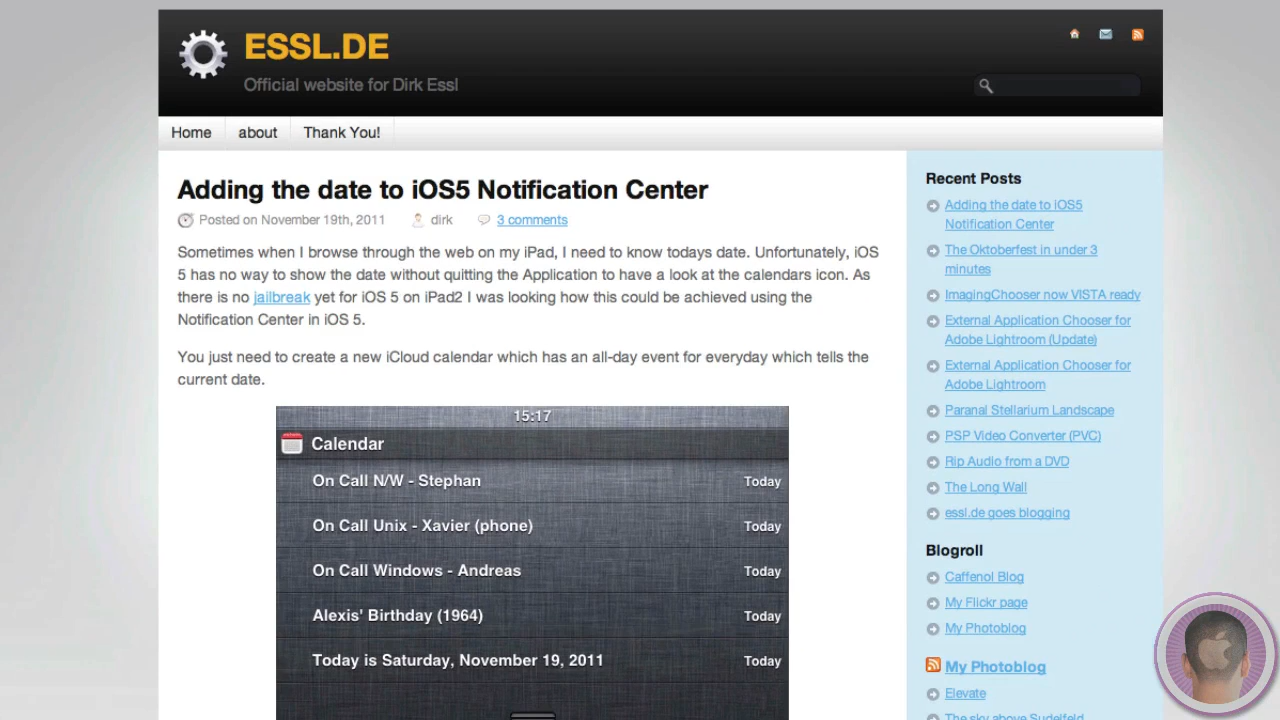 ESSL.DE
Official website for Dirk Essl
Home
about
Thank You!
Adding the date to iOS5 Notification Center
Posted on November 19th, 2011 dirk 3 comments
Sometimes when I browse through the web on my iPad, I need to know todays date. Unfortunately, iOS
5 has no way to show the date without quitting the Application to have a look at the calendars icon. As
there is no jailbreak yet for iOS 5 on iPad2 I was looking how this could be achieved using the
Notification Center in iOS 5.
You just need to create a new iCloud calendar which has an all-day event for everyday which tells the
current date.
15:17
Calendar
On Call N/W - Stephan Today
On Call Unix - Xavier (phone) Today
On Call Windows - Andreas Today
Alexis' Birthday (1964) Today
Today is Saturday, November 19, 2011 Today
Recent Posts
Adding the date to iOS5
Notification Center
The Oktoberfest in under 3
minutes
ImagingChooser now VISTA ready
External Application Chooser for
Adobe Lightroom (Update)
External Application Chooser for
Adobe Lightroom
Paranal Stellarium Landscape
PSP Video Converter (PVC)
Rip Audio from a DVD
The Long Wall
essl.de goes blogging
Blogroll
Caffenol Blog
My Flickr page
My Photoblog
My Photoblog
Elevate
The sky above Sudelfeld